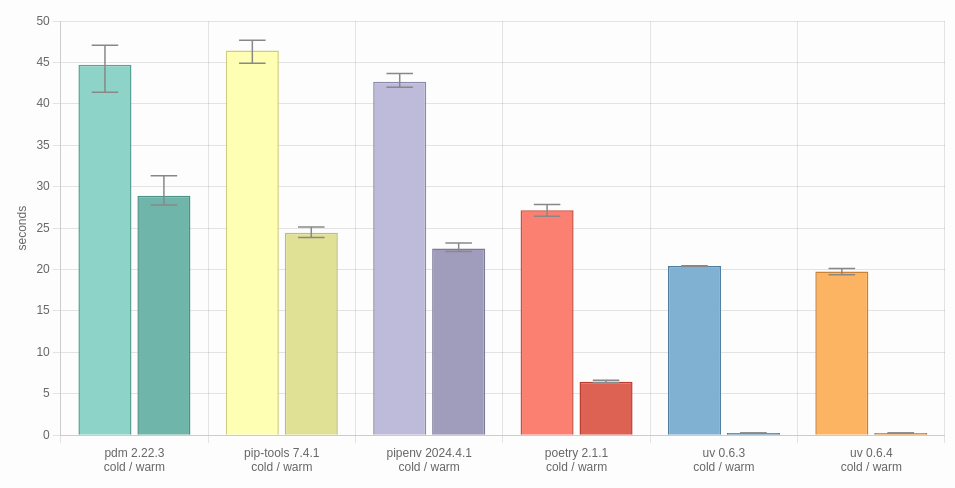 50
45
40
35
30
25
20
15
10
5
0
seconds
pdm 2.22.3
cold / warm
pip-tools 7.4.1
cold / warm
pipenv 2024.4.1
cold / warm
poetry 2.1.1
cold / warm
uv 0.6.3
cold / warm
uv 0.6.4
cold / warm